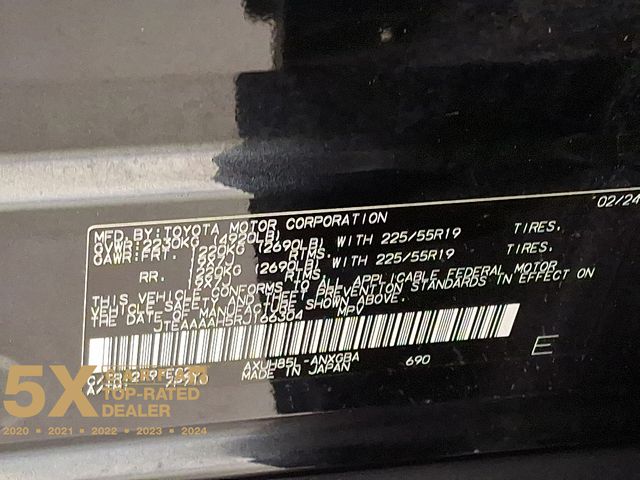 02/24
MFD. BY: TOYOTA MOTOR CORPORATION
GVWR: 2230KG (4920LB)
GAWR: FRT. 1220KG (2690LB) WITH 225/55R19 TIRES.
RIMS.
RR. 1220KG (2690LB) WITH 225/55R19 TIRES.
RIMS.
THIS VEHICLE CONFORMS TO ALL APPLICABLE FEDERAL MOTOR
VEHICLE SAFETY AND THEFT PREVENTION STANDARDS IN EFFECT ON
THE DATE OF MANUFACTURE SHOWN ABOVE.
JTEAAAAH5RJ166304 MPV
AXUH85L-ANXGBA 690
MADE IN JAPAN
E
5X
TOP-RATED
DEALER
2020 • 2021 • 2022 • 2023 • 2024